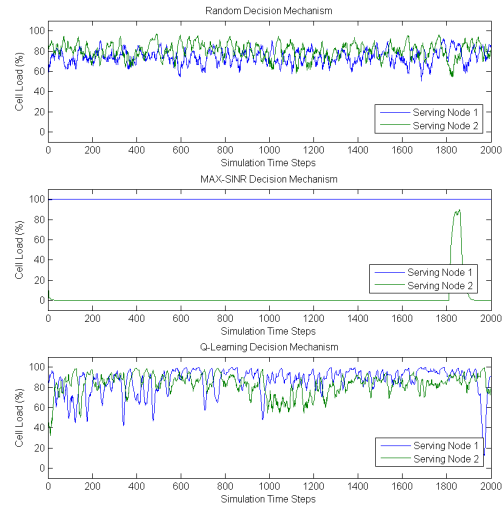 Random Decision Mechanism
100
80
60
40
20
0
Cell Load (%)
Serving Node 1
Serving Node 2
0 200 400 600 800 1000 1200 1400 1600 1800 2000
Simulation Time Steps
MAX-SINR Decision Mechanism
100
80
60
40
20
0
Cell Load (%)
Serving Node 1
Serving Node 2
0 200 400 600 800 1000 1200 1400 1600 1800 2000
Simulation Time Steps
Q-Learning Decision Mechanism
100
80
60
40
20
0
Cell Load (%)
Serving Node 1
Serving Node 2
0 200 400 600 800 1000 1200 1400 1600 1800 2000
Simulation Time Steps